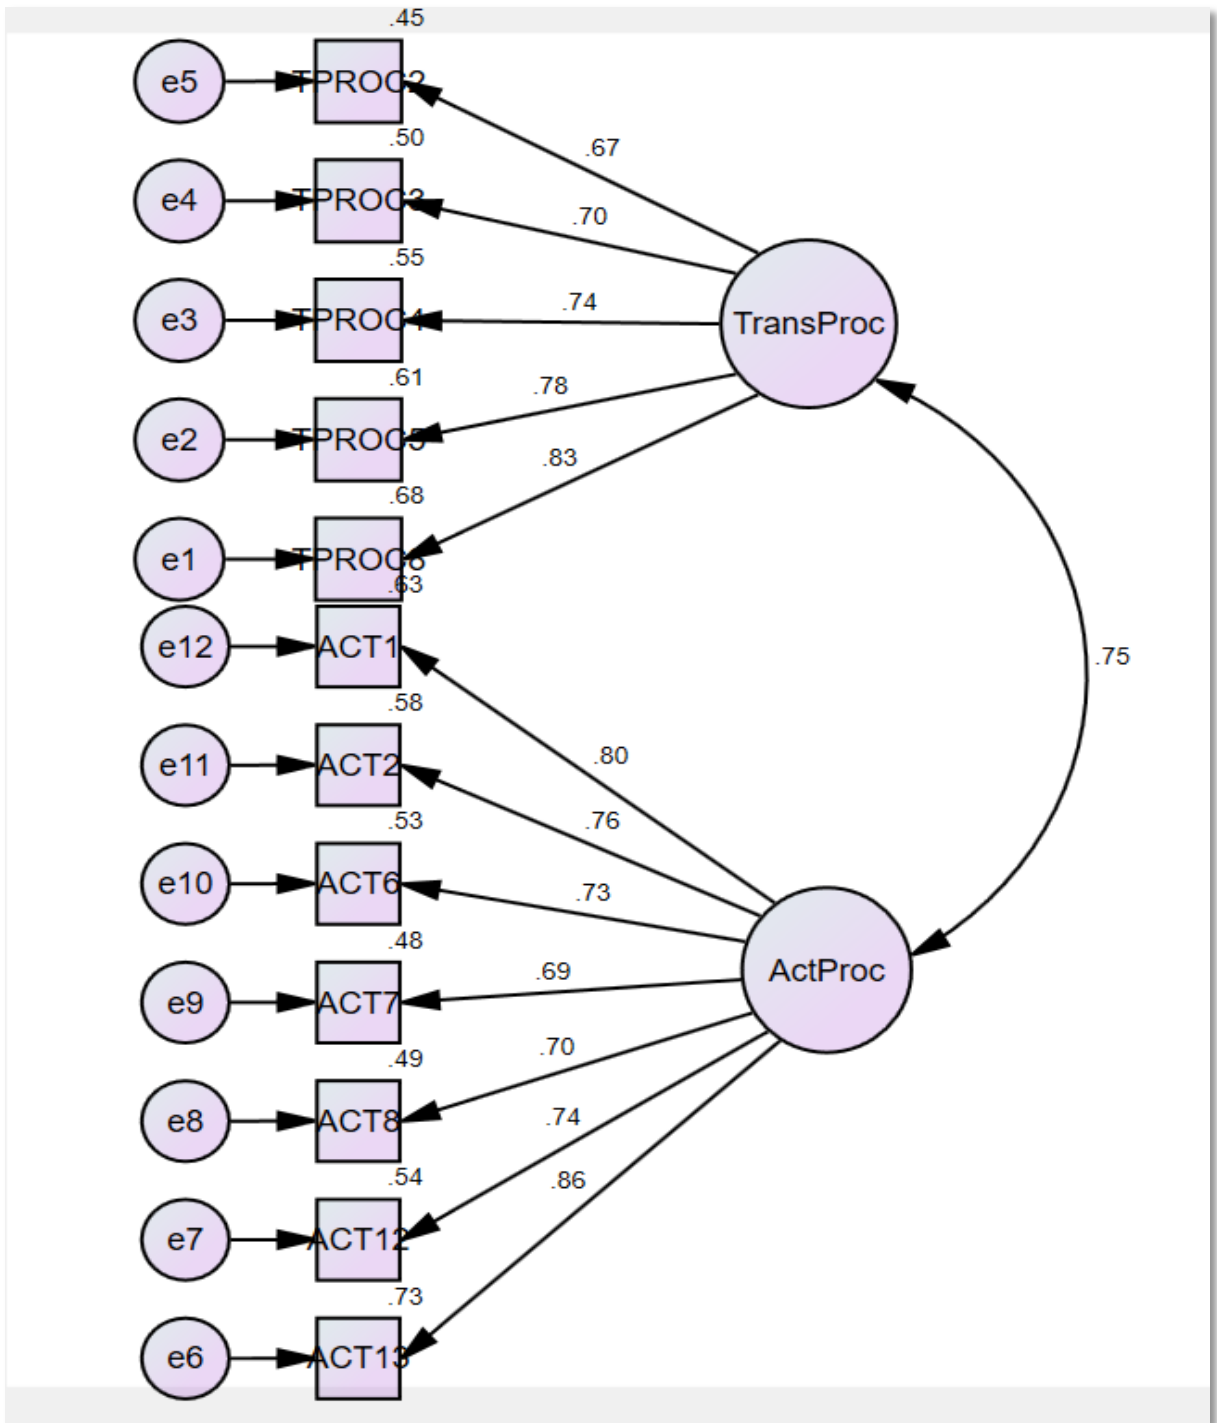 .45
e5
TPROC2
.67
.50
e4
TPROC3
.70
.55
e3
TPROC4
.74
TransProc
.61
e2
TPROC5
.78
.68
.83
e1
TPROC6
.63
e12
ACT1
.75
.58
.80
e11
ACT2
.53
.76
e10
ACT6
.73
.48
ActProc
e9
ACT7
.69
.49
.70
e8
ACT8
.74
.54
.86
e7
ACT12
.73
e6
ACT13